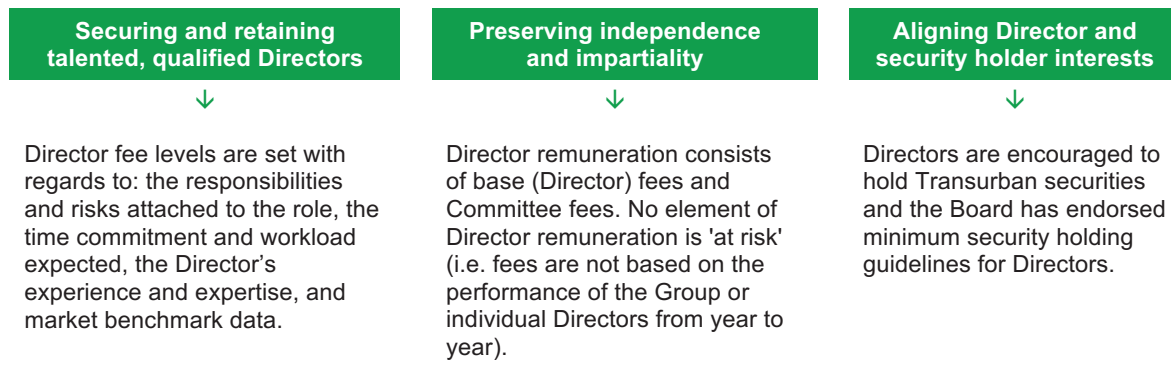 Securing and retaining
talented, qualified Directors
Director fee levels are set with
regards to: the responsibilities
and risks attached to the role, the
time commitment and workload
expected, the Director’s
experience and expertise, and
market benchmark data.
Preserving independence
and impartiality
Director remuneration consists
of base (Director) fees and
Committee fees. No element of
Director remuneration is 'at risk'
(i.e. fees are not based on the
performance of the Group or
individual Directors from year to
year).
Aligning Director and
security holder interests
Directors are encouraged to
hold Transurban securities
and the Board has endorsed
minimum security holding
guidelines for Directors.